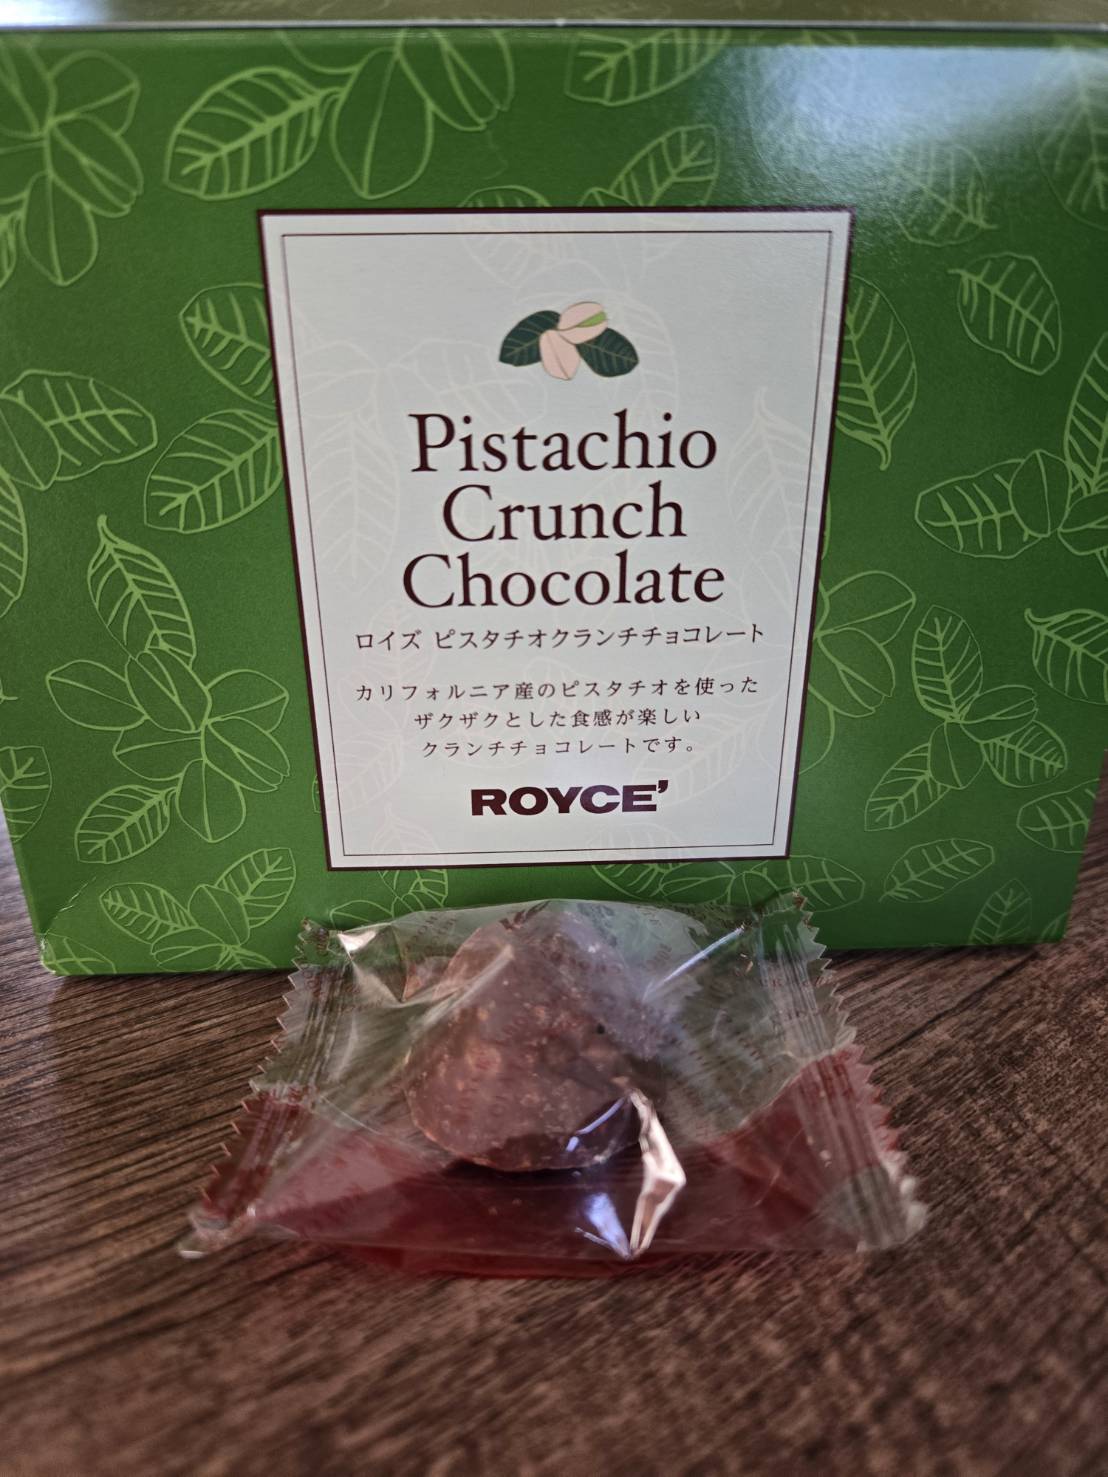 Pistachio
Crunch
Chocolate
ロイズ ピスタチオクランチチョコレート
カリフォルニア産のピスタチオを使った
ザクザクとした食感が楽しい
クランチチョコレートです。
ROYCE'